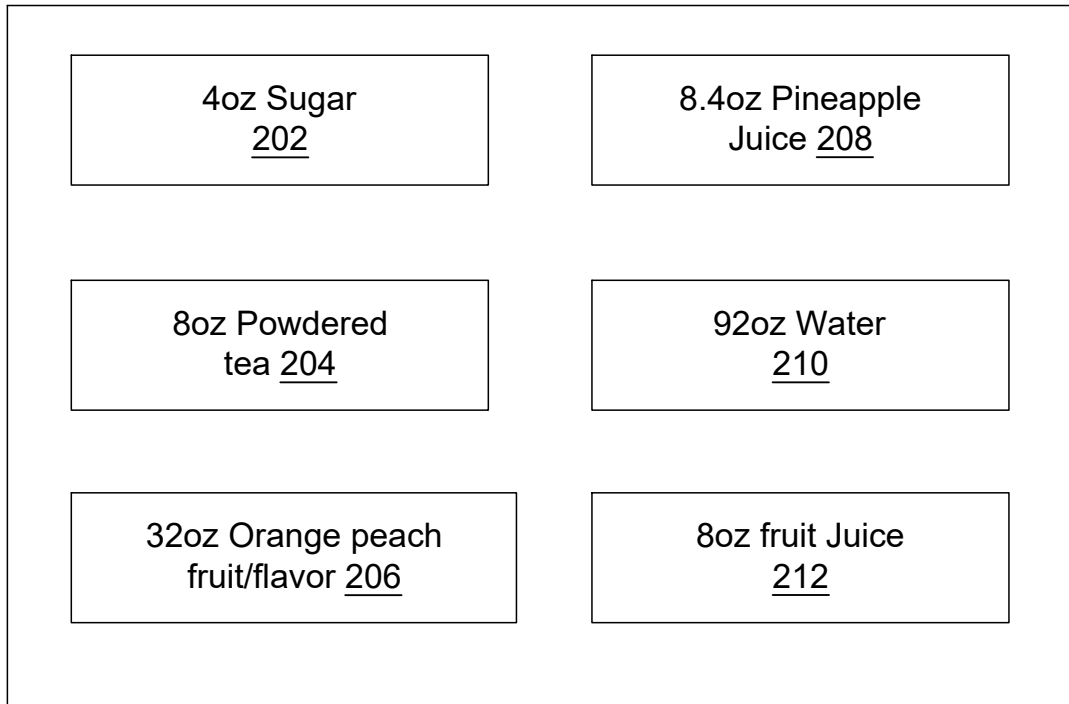 4oz Sugar
202
8.4oz Pineapple
Juice 208
8oz Powdered
tea 204
92oz Water
210
32oz Orange peach
fruit/flavor 206
8oz fruit Juice
212